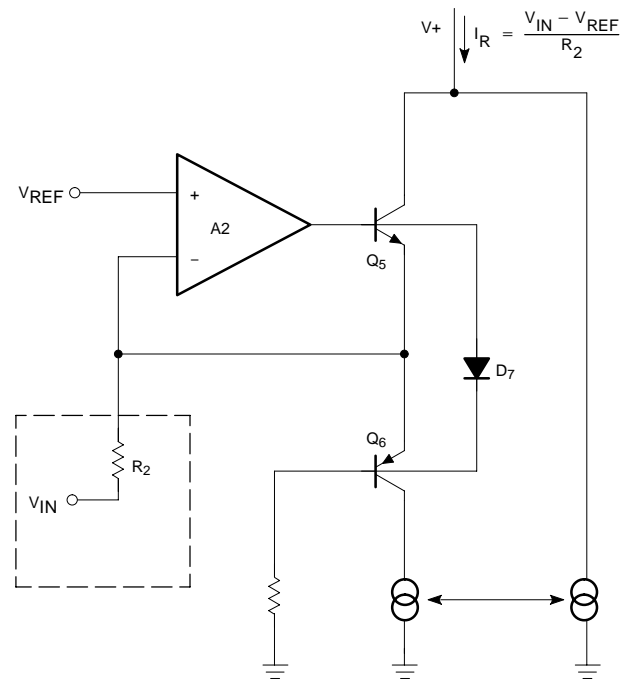 V+
I_R = (V_IN − V_REF) / R_2
V_REF
+
A2
−
Q_5
D_7
Q_6
R_2
V_IN